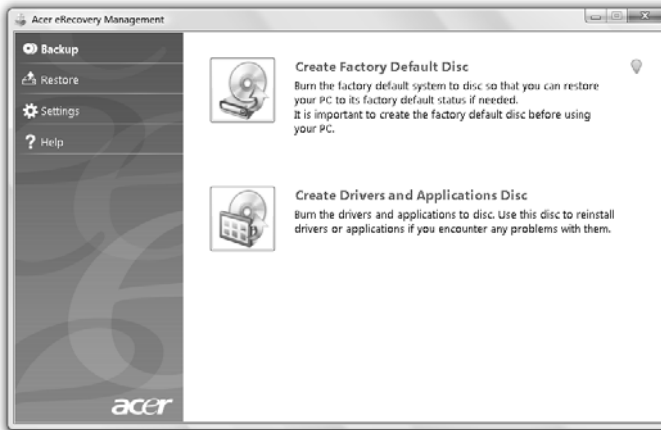 Acer eRecovery Management
Backup
Restore
Settings
Help
Create Factory Default Disc
Burn the factory default system to disc so that you can restore
your PC to its factory default status if needed.
It is important to create the factory default disc before using
your PC.
Create Drivers and Applications Disc
Burn the drivers and applications to disc. Use this disc to reinstall
drivers or applications if you encounter any problems with them.
acer